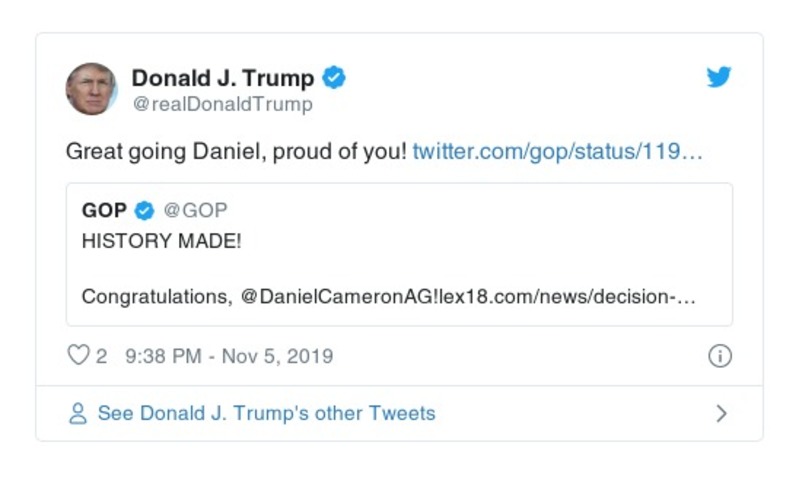 Donald J. Trump
@realDonaldTrump
Great going Daniel, proud of you! twitter.com/gop/status/119…
GOP @GOP
HISTORY MADE!
Congratulations, @DanielCameronAG!lex18.com/news/decision-…
2 9:38 PM - Nov 5, 2019
See Donald J. Trump's other Tweets